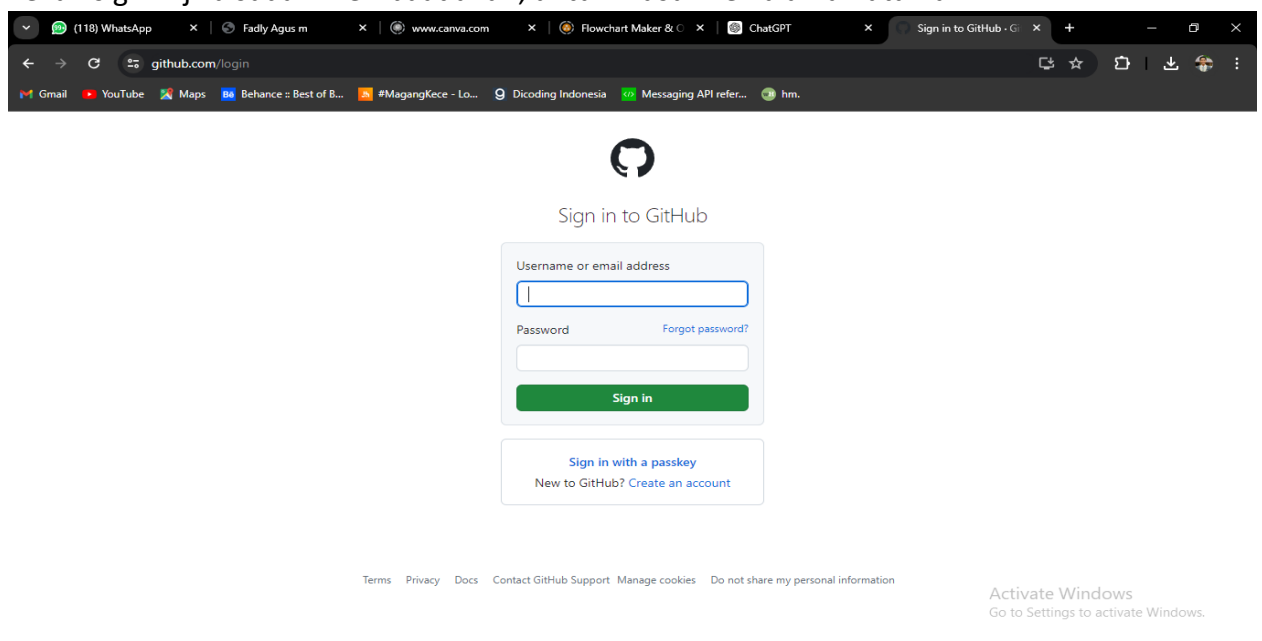 99+ (118) WhatsApp
Fadly Agus m
www.canva.com
Flowchart Maker & O
ChatGPT
Sign in to GitHub · Gi
github.com/login
Gmail
YouTube
Maps
Bē Behance :: Best of B...
#MagangKece - Lo...
Dicoding Indonesia
Messaging API refer...
hm.
Sign in to GitHub
Username or email address
Password Forgot password?
Sign in
Sign in with a passkey
New to GitHub? Create an account
Terms Privacy Docs Contact GitHub Support Manage cookies Do not share my personal information
Activate Windows
Go to Settings to activate Windows.